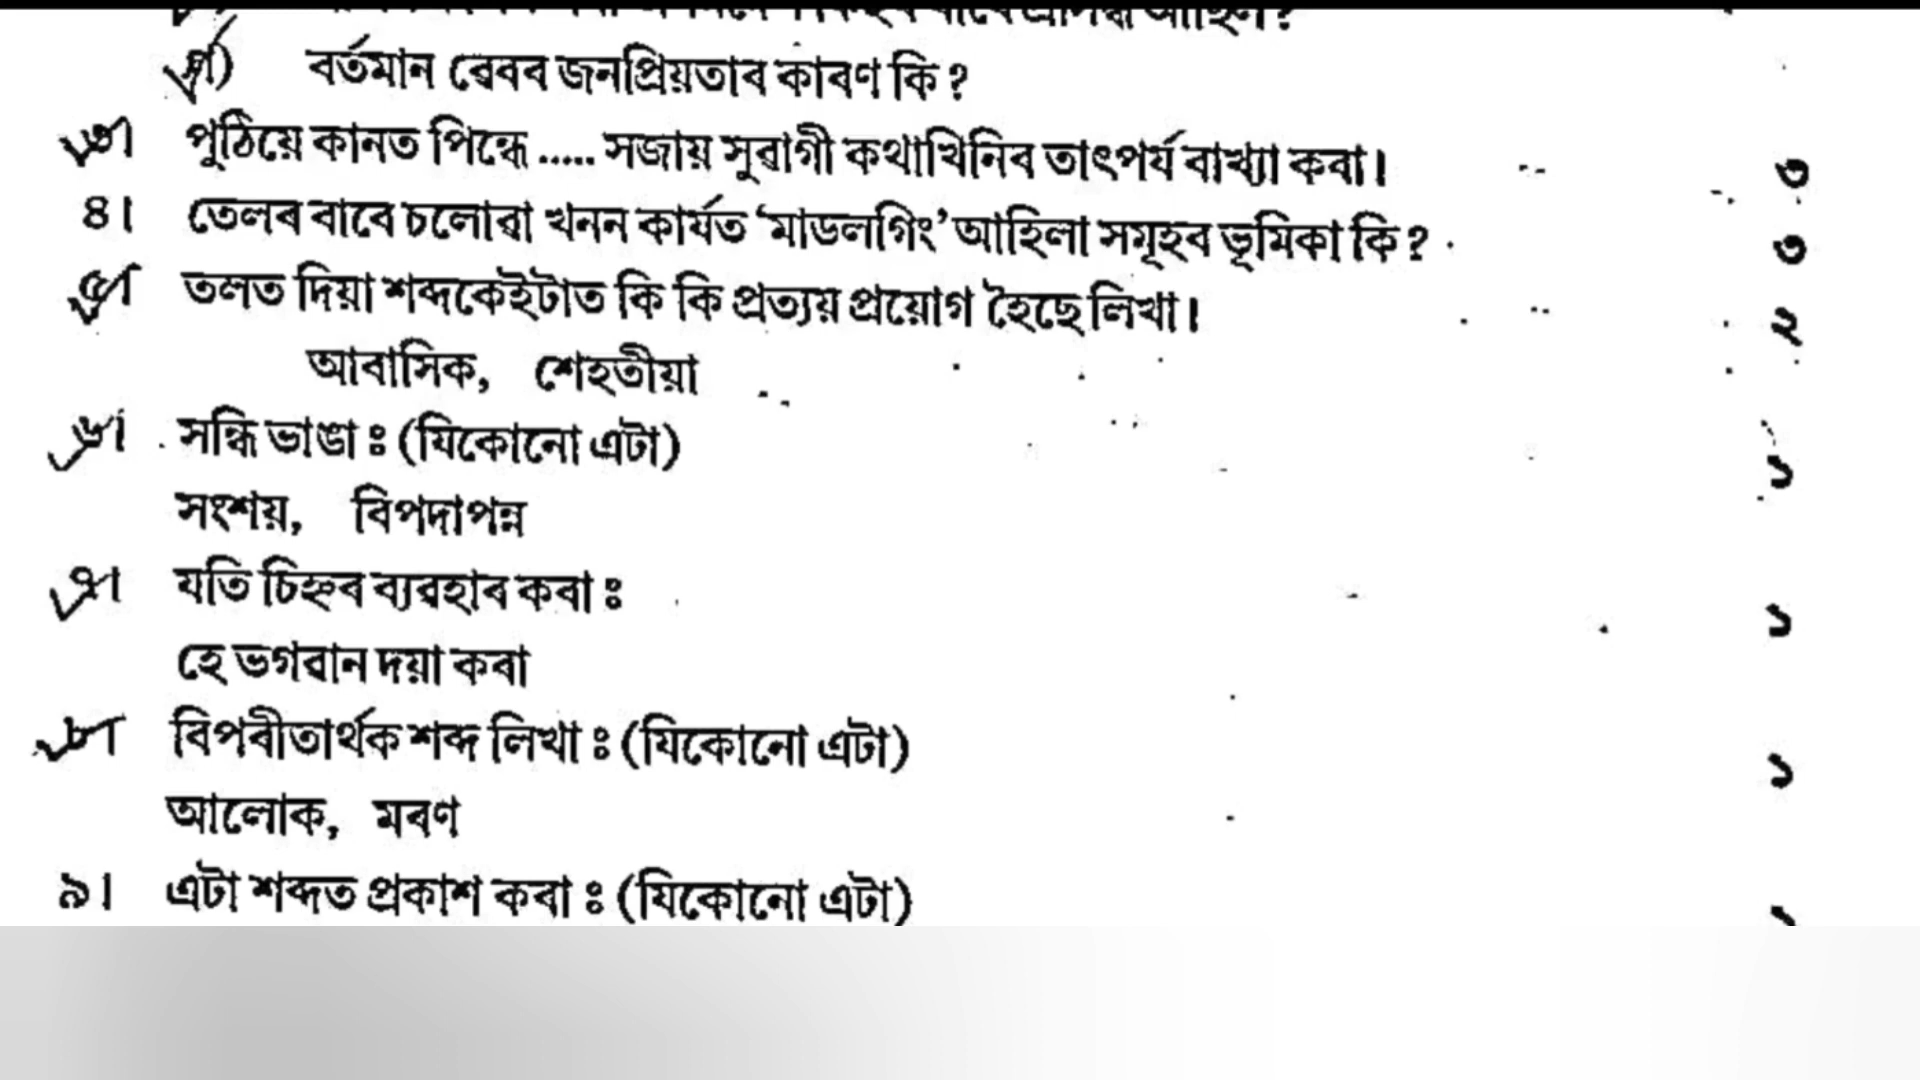 গ) বৰ্তমান ৱেবৰ জনপ্ৰিয়তাৰ কাৰণ কি ?
৩। পুঠিয়ে কানত পিন্ধে ..... সজায় সুৱাগী কথাখিনিৰ তাৎপৰ্য বাখ্যা কৰা। ৩
৪। তেলৰ বাবে চলোৱা খনন কাৰ্যত ‘মাডলগিং’ আহিলা সমূহৰ ভূমিকা কি ? ৩
৫। তলত দিয়া শব্দকেইটাত কি কি প্ৰত্যয় প্ৰয়োগ হৈছে লিখা। ২
আবাসিক, শেহতীয়া
৬। সন্ধি ভাঙা ঃ (যিকোনো এটা) ১
সংশয়, বিপদাপন্ন
৭। যতি চিহ্নৰ ব্যৱহাৰ কৰা ঃ ১
হে ভগৱান দয়া কৰা
৮। বিপৰীতাৰ্থক শব্দ লিখা ঃ (যিকোনো এটা) ১
আলোক, মৰণ
৯। এটা শব্দত প্ৰকাশ কৰা ঃ (যিকোনো এটা) ১